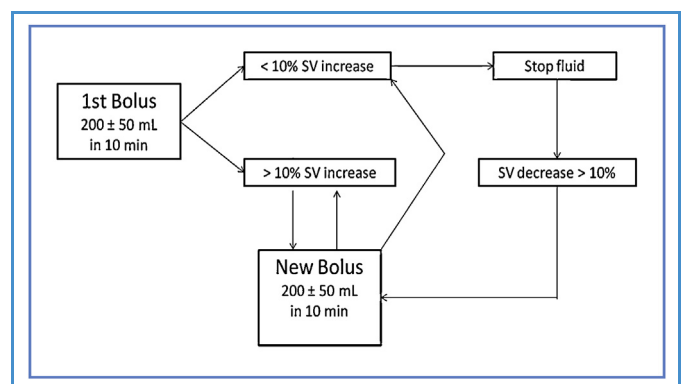 1st Bolus
200 ± 50 mL
in 10 min
< 10% SV increase
Stop fluid
> 10% SV increase
SV decrease > 10%
New Bolus
200 ± 50 mL
in 10 min